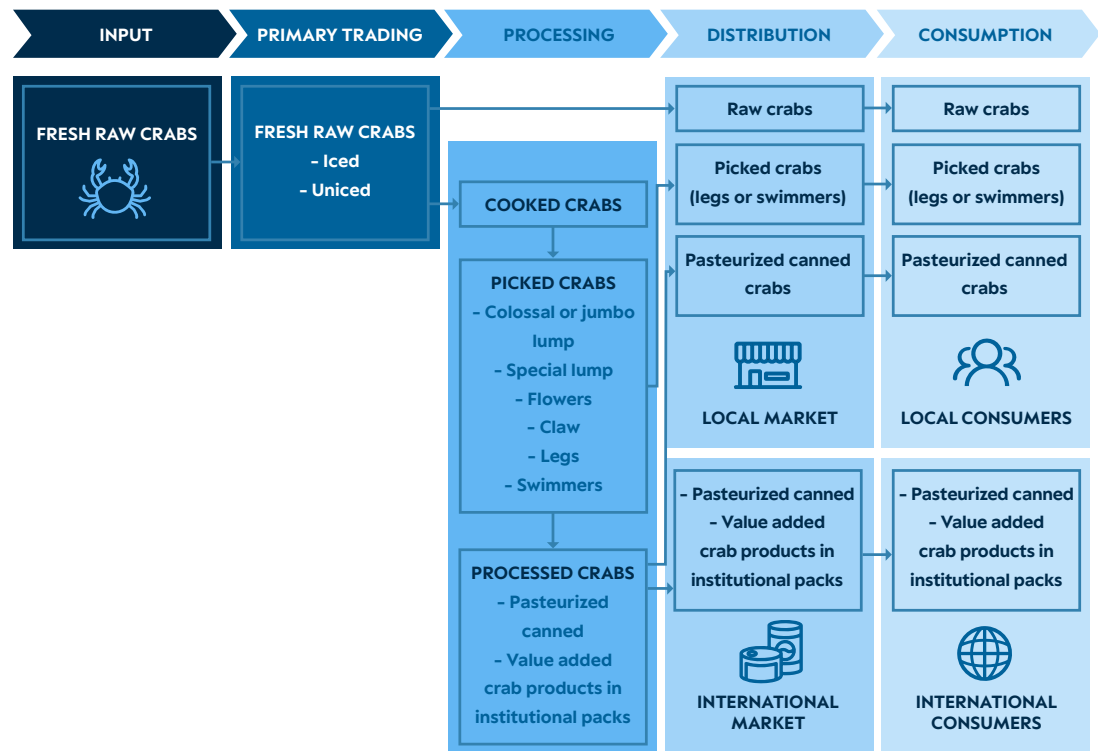 INPUT
PRIMARY TRADING
PROCESSING
DISTRIBUTION
CONSUMPTION
FRESH RAW CRABS
FRESH RAW CRABS
- Iced
- Uniced
COOKED CRABS
PICKED CRABS
- Colossal or jumbo
lump
- Special lump
- Flowers
- Claw
- Legs
- Swimmers
PROCESSED CRABS
- Pasteurized
canned
- Value added
crab products in
institutional packs
Raw crabs
Picked crabs
(legs or swimmers)
Pasteurized canned
crabs
LOCAL MARKET
- Pasteurized canned
- Value added
crab products in
institutional packs
INTERNATIONAL
MARKET
Raw crabs
Picked crabs
(legs or swimmers)
Pasteurized canned
crabs
LOCAL CONSUMERS
- Pasteurized canned
- Value added
crab products in
institutional packs
INTERNATIONAL
CONSUMERS